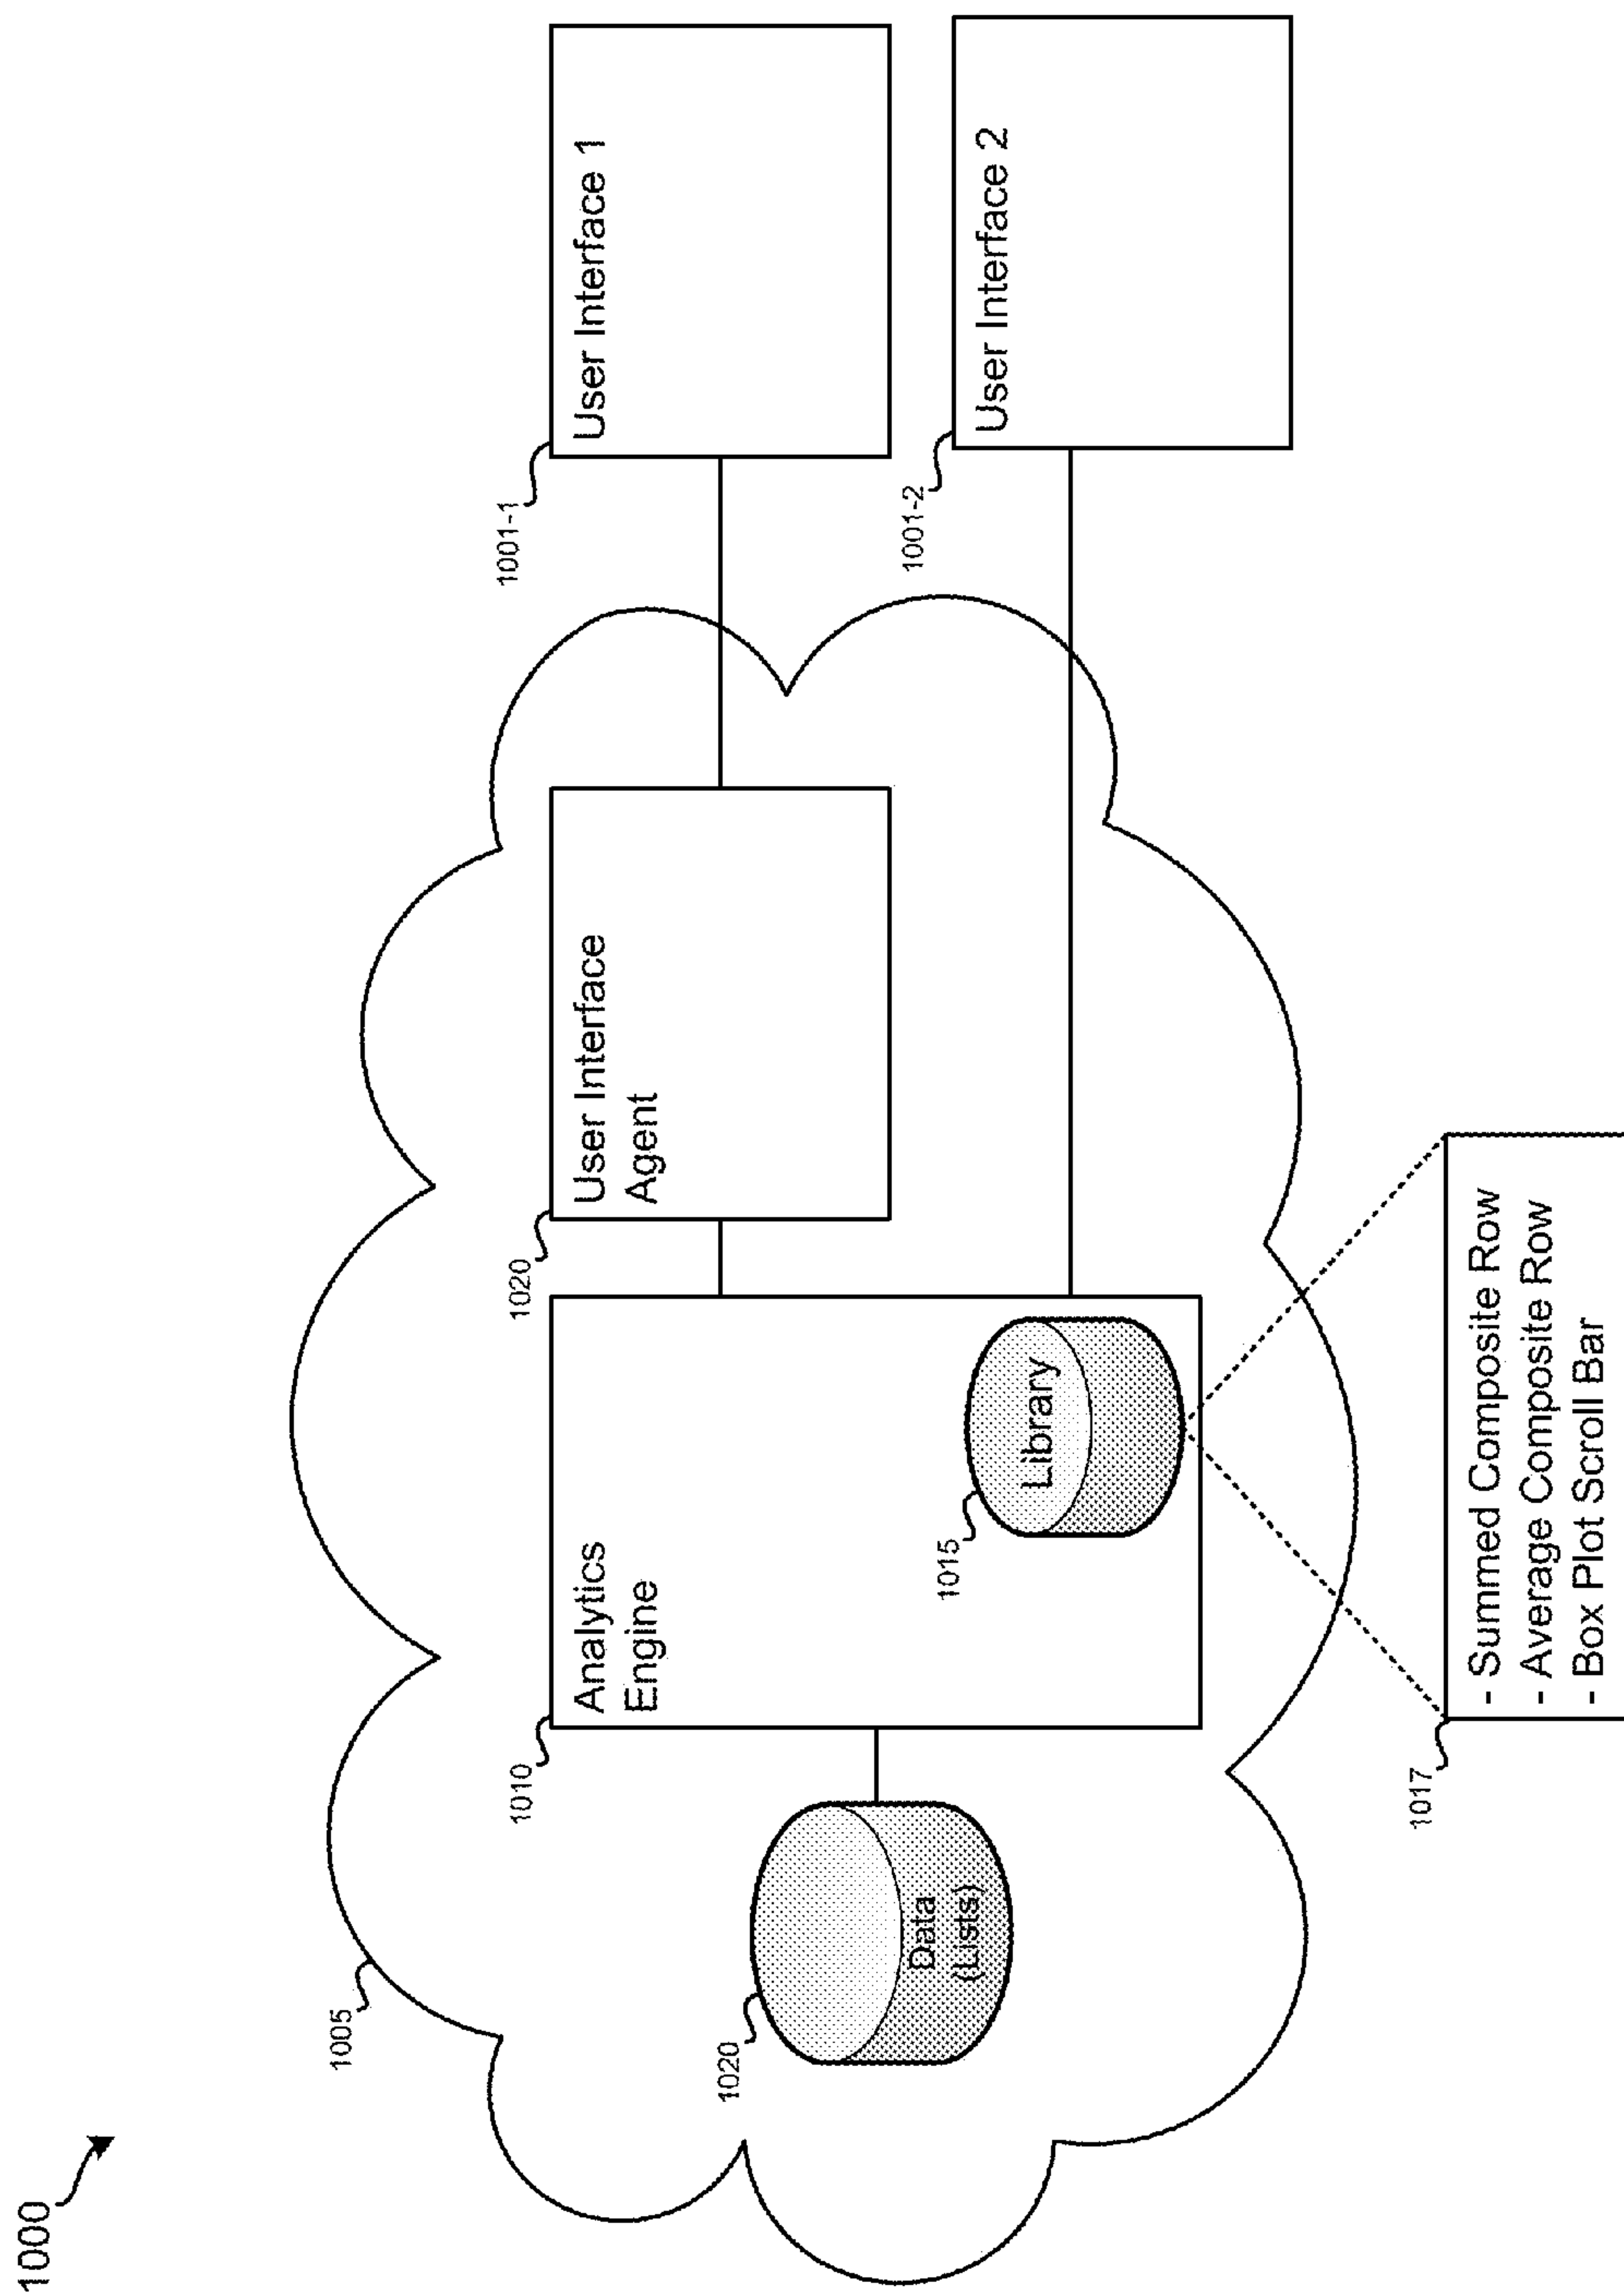 1000
1005
1020
Data
(Lists)
1010
Analytics
Engine
1015
Library
1020
User Interface
Agent
1001-1
User Interface 1
1001-2
User Interface 2
1017
- Summed Composite Row
- Average Composite Row
- Box Plot Scroll Bar